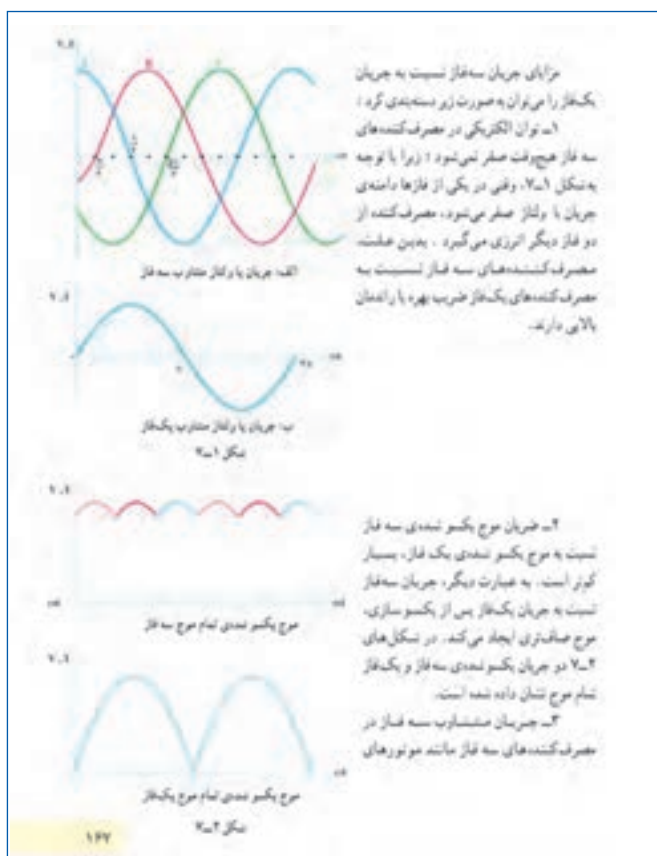 مزایای جریان سه‌فاز نسبت به جریان
یک‌فاز را می‌توان به صورت زیر دسته‌بندی کرد :
۱ــ توان الکتریکی در مصرف‌کننده‌های
سه فاز هیچ‌وقت صفر نمی‌شود ؛ زیرا با توجه
به شکل ۱ــ۷، وقتی در یکی از فازها دامنه‌ی
جریان یا ولتاژ صفر می‌شود، مصرف‌کننده از
دو فاز دیگر انرژی می‌گیرد . بدین علت،
مصرف‌کننده‌های سه فاز نسبت به
مصرف‌کننده‌های یک‌فاز ضریب بهره یا راندمان
بالایی دارند.
الف: جریان یا ولتاژ متناوب سه فاز
ب: جریان یا ولتاژ متناوب یک‌فاز
شکل ۱ــ۷
۲ــ ضربان موج یکسو شده‌ی سه فاز
نسبت به موج یکسو شده‌ی یک فاز، بسیار
کم‌تر است. به عبارت دیگر، جریان سه‌فاز
نسبت به جریان یک‌فاز پس از یکسوسازی،
موج صاف‌تری ایجاد می‌کند. در شکل‌های
۲ــ۷ دو جریان یکسو شده‌ی سه‌فاز و یک‌فاز
تمام موج نشان داده شده است.
۳ــ جریان متناوب سه فاز در
مصرف‌کننده‌های سه فاز مانند موتورهای
موج یکسو شده‌ی تمام موج سه فاز
موج یکسو شده‌ی تمام موج یک‌فاز
شکل ۲ــ۷
۱۶۷